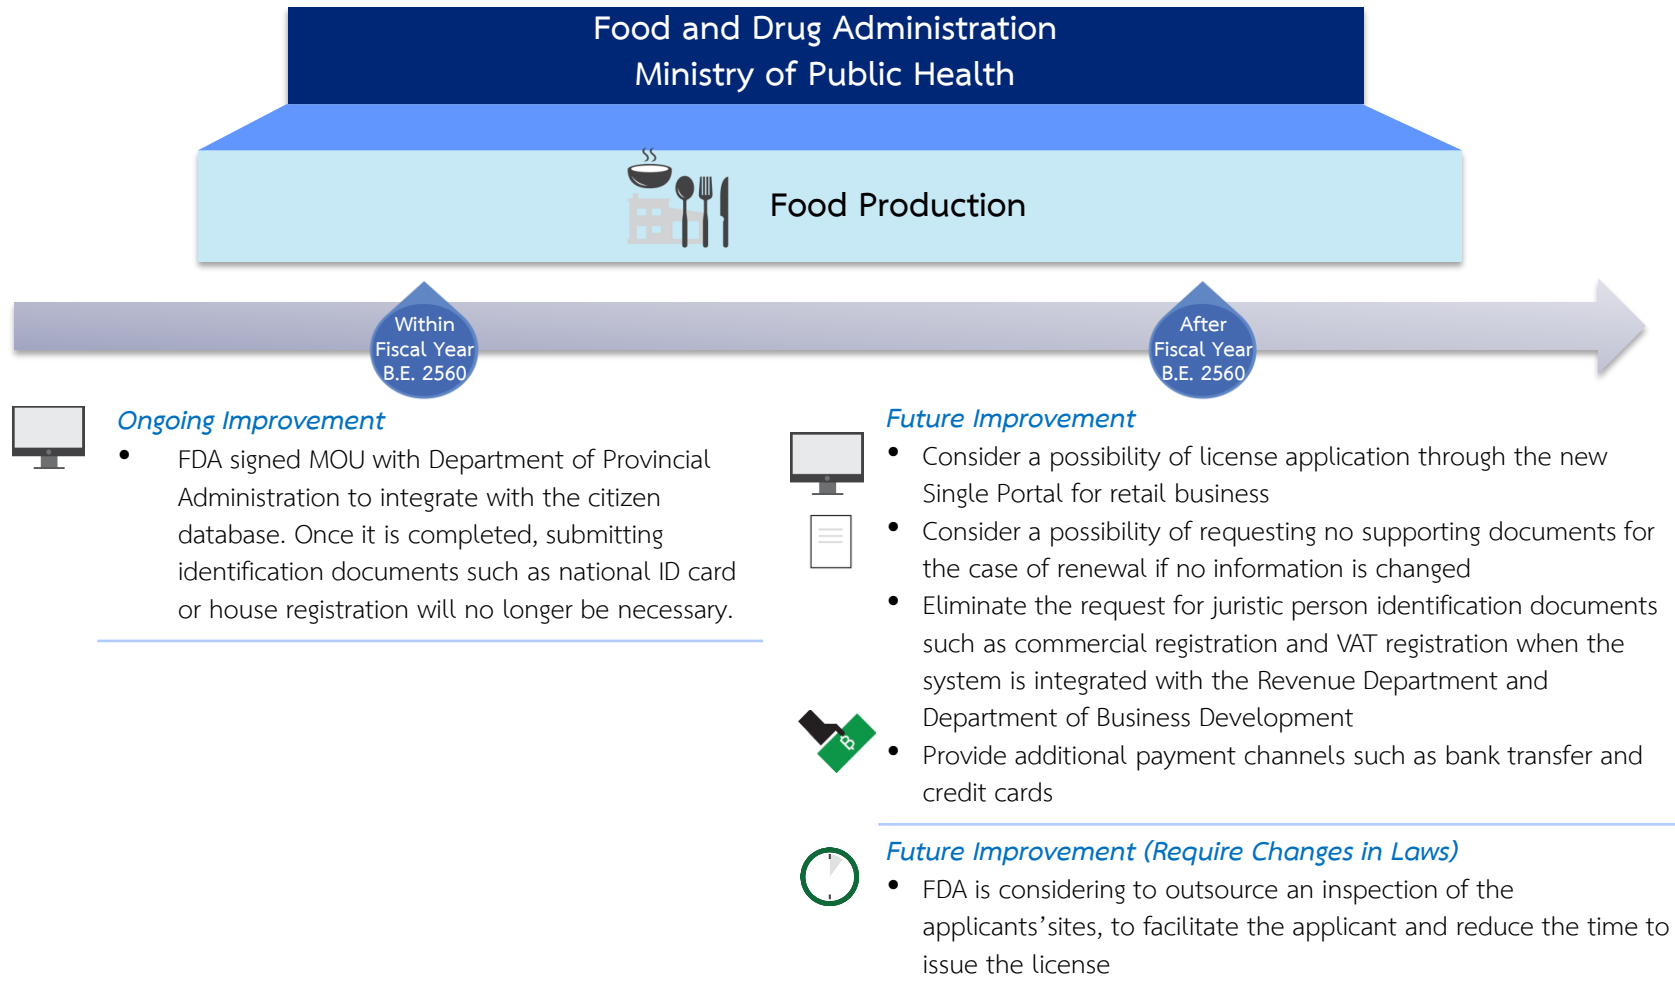 Food and Drug Administration
Ministry of Public Health
Food Production
Within
Fiscal Year
B.E. 2560
After
Fiscal Year
B.E. 2560
Ongoing Improvement
• FDA signed MOU with Department of Provincial
Administration to integrate with the citizen
database. Once it is completed, submitting
identification documents such as national ID card
or house registration will no longer be necessary.
Future Improvement
• Consider a possibility of license application through the new
Single Portal for retail business
• Consider a possibility of requesting no supporting documents for
the case of renewal if no information is changed
• Eliminate the request for juristic person identification documents
such as commercial registration and VAT registration when the
system is integrated with the Revenue Department and
Department of Business Development
• Provide additional payment channels such as bank transfer and
credit cards
฿
Future Improvement (Require Changes in Laws)
• FDA is considering to outsource an inspection of the
applicants’sites, to facilitate the applicant and reduce the time to
issue the license